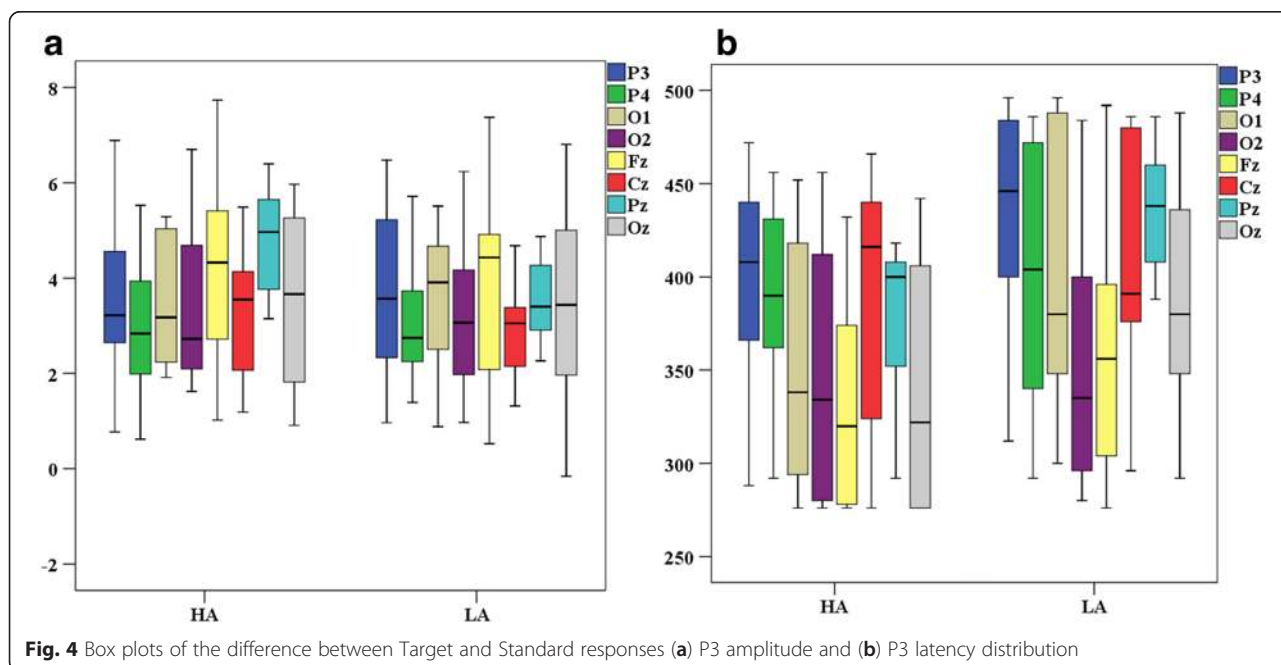 a
8
6
4
2
0
-2
HA LA
P3
P4
O1
O2
Fz
Cz
Pz
Oz
b
500
450
400
350
300
250
HA LA
P3
P4
O1
O2
Fz
Cz
Pz
Oz
Fig. 4 Box plots of the difference between Target and Standard responses (a) P3 amplitude and (b) P3 latency distribution